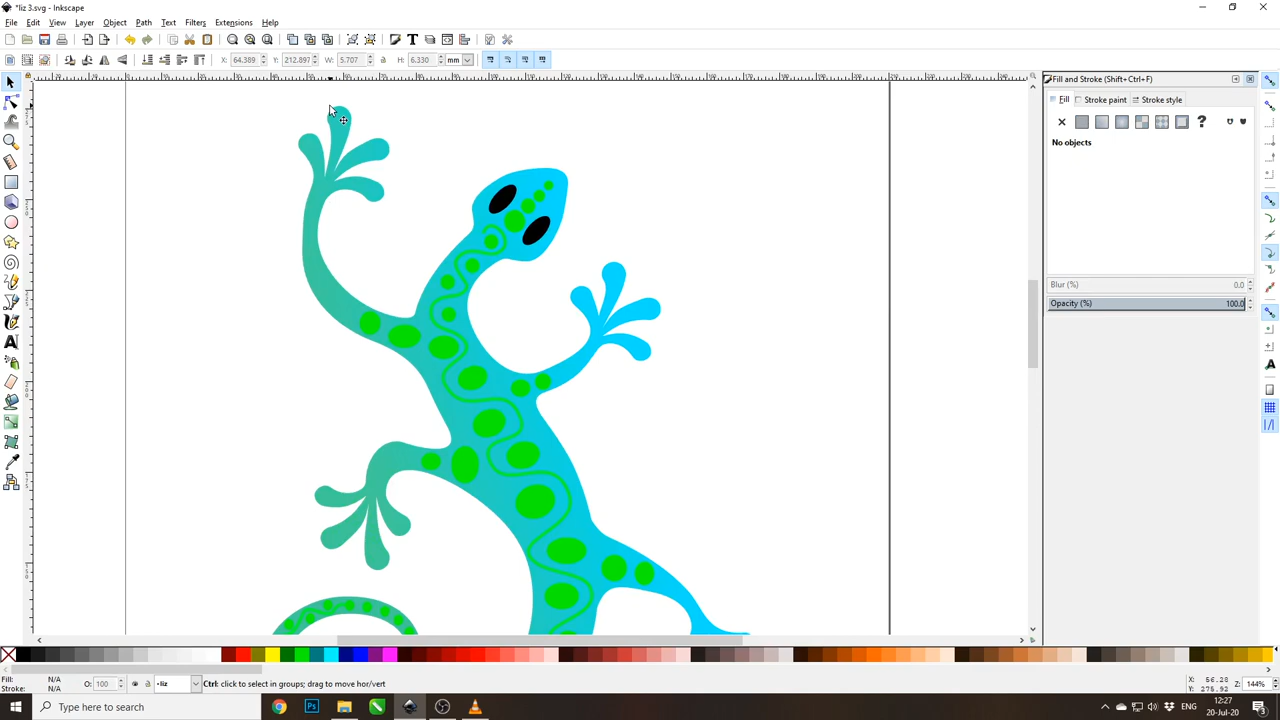 *liz 3.svg - Inkscape
File Edit View Layer Object Path Text Filters Extensions Help
X: 64.389 Y: 212.897 W: 5.707 H: 6.330 mm
Fill and Stroke (Shift+Ctrl+F)
Fill Stroke paint Stroke style
No objects
Blur (%) 0.0
Opacity (%) 100.0
Fill: N/A
Stroke: N/A
O: 100
•liz
Ctrl: click to select in groups; drag to move hor/vert
X: 56.28
Y: 275.92
Z: 144%
Type here to search
Ps
ENG
12:27
20-Jul-20
3